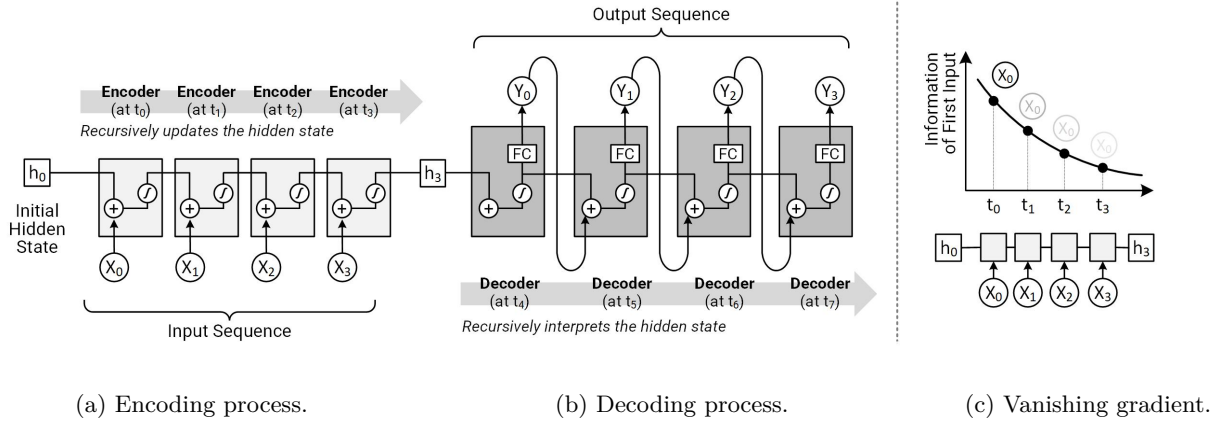 Encoder
(at t₀)
Encoder
(at t₁)
Encoder
(at t₂)
Encoder
(at t₃)
Recursively updates the hidden state
h₀
Initial
Hidden
State
X₀
X₁
X₂
X₃
Input Sequence
h₃
Output Sequence
Y₀
Y₁
Y₂
Y₃
FC
FC
FC
FC
Decoder
(at t₄)
Decoder
(at t₅)
Decoder
(at t₆)
Decoder
(at t₇)
Recursively interprets the hidden state
Information
of First Input
X₀
X₀
X₀
X₀
t₀
t₁
t₂
t₃
h₀
h₃
X₀
X₁
X₂
X₃
(a) Encoding process.
(b) Decoding process.
(c) Vanishing gradient.